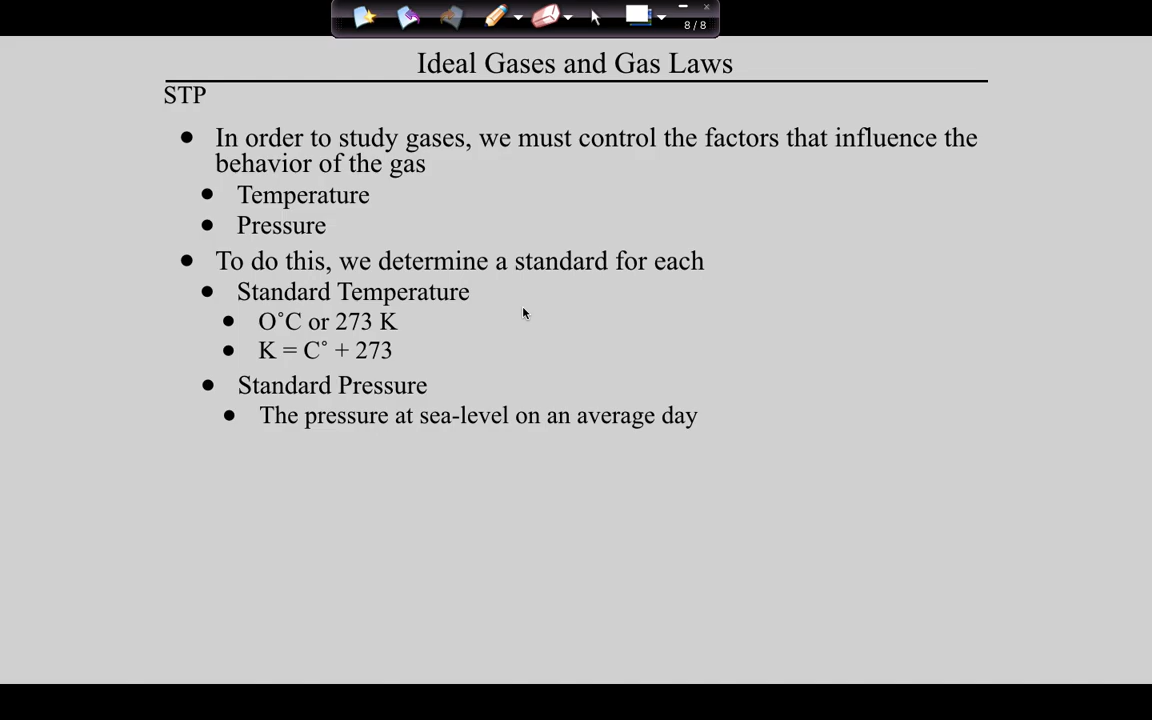 8/8
Ideal Gases and Gas Laws
STP
● In order to study gases, we must control the factors that influence the
behavior of the gas
● Temperature
● Pressure
● To do this, we determine a standard for each
● Standard Temperature
● O˚C or 273 K
● K = C˚ + 273
● Standard Pressure
● The pressure at sea-level on an average day